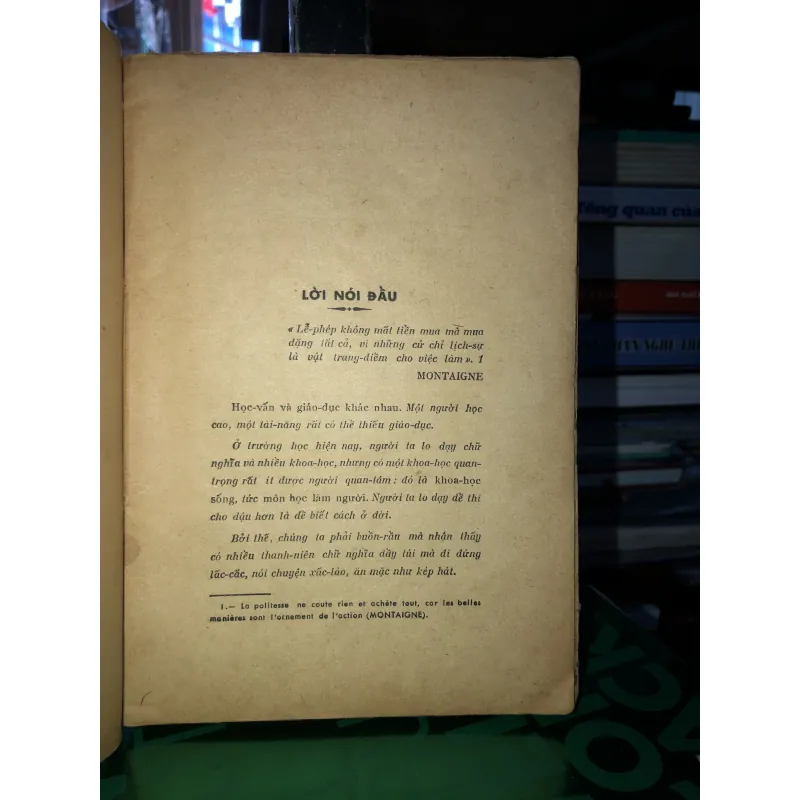 LỜI NÓI ĐẦU
« Lễ-phép không mất tiền mua mà mua
đặng tất cả, vì những cử chỉ lịch-sự
là vật trang-điểm cho việc làm ». 1
MONTAIGNE
Học-vấn và giáo-dục khác nhau. Một người học
cao, một tài-năng rất có thể thiếu giáo-dục.
Ở trường học hiện nay, người ta lo dạy chữ
nghĩa và nhiều khoa-học, nhưng có một khoa-học quan-
trọng rất ít được người quan-tâm : đó là khoa-học
sống, tức môn học làm người. Người ta lo dạy để thi
cho đậu hơn là để biết cách ở đời.
Bởi thế, chúng ta phải buồn-rầu mà nhận thấy
có nhiều thanh-niên chữ nghĩa đầy túi mà đi đứng
lấc-cấc, nói chuyện xấc-láo, ăn mặc như kép hát.
1.— La politesse ne coute rien et achète tout, car les belles
manières sont l'ornement de l'action (MONTAIGNE).
Tổng quan của